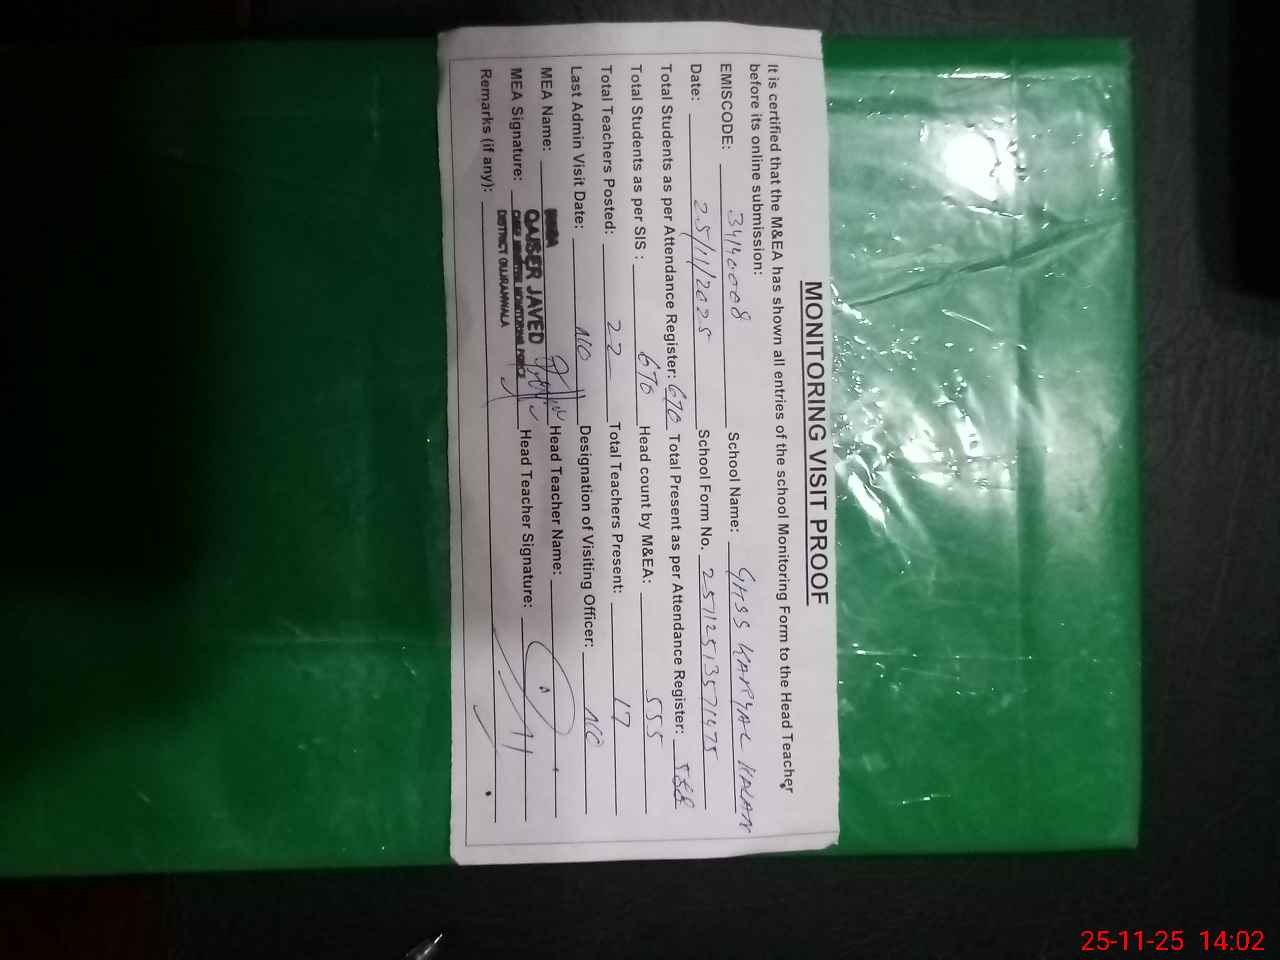 MONITORING VISIT PROOF
It is certified that the M&EA has shown all entries of the school Monitoring Form to the Head Teacher
before its online submission:
EMISCODE: 34140008 School Name: GHSS KARYAL KALAN
Date: 25/11/2025 School Form No. 25112513571475
Total Students as per Attendance Register: 670 Total Present as per Attendance Register: 558
Total Students as per SIS : 670 Head count by M&EA: 555
Total Teachers Posted: 22 Total Teachers Present: 17
Last Admin Visit Date: Designation of Visiting Officer:
MEA Name: Head Teacher Name:
QAISER JAVED
MEA Signature: Head Teacher Signature:
DISTRICT GUJRANWALA
Remarks (if any):
25-11-25 14:02